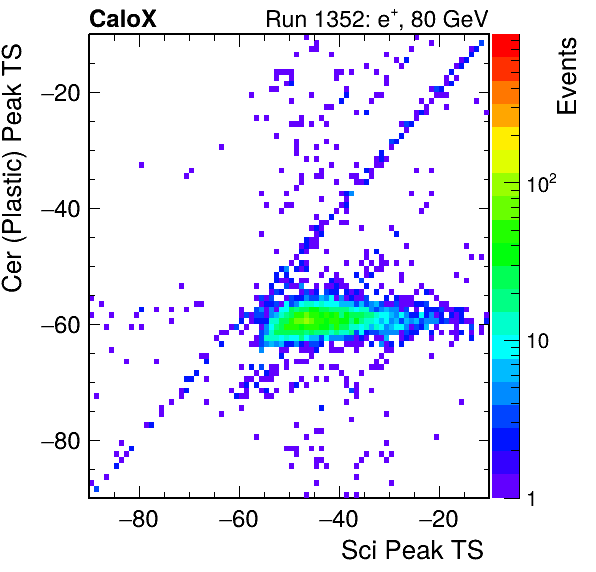 CaloX Run 1352: e⁺, 80 GeV
Cer (Plastic) Peak TS
−20
−40
−60
−80
−80 −60 −40 −20
Sci Peak TS
Events
10²
10
1